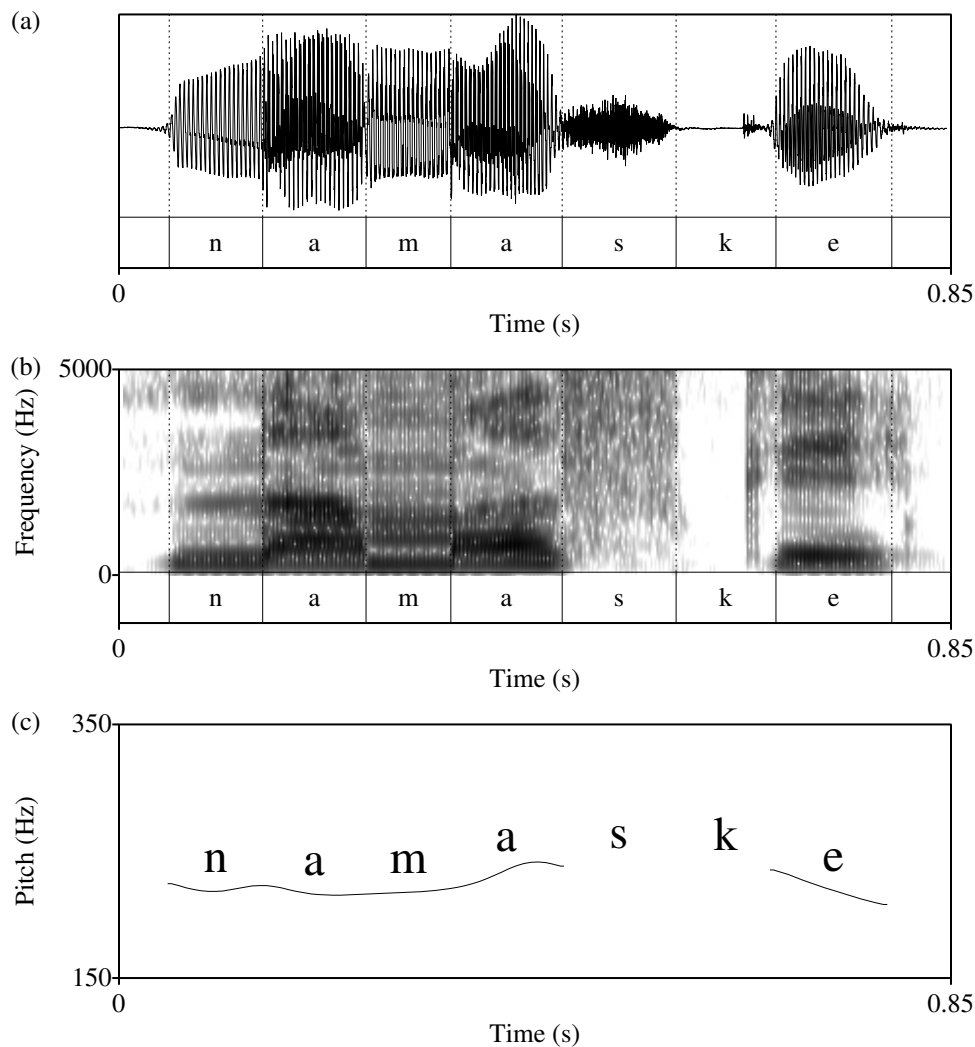 (a)
n a m a s k e
0 0.85
Time (s)
(b)
5000
Frequency (Hz)
0
n a m a s k e
0 0.85
Time (s)
(c)
350
Pitch (Hz)
n a m a s k e
150
0 0.85
Time (s)